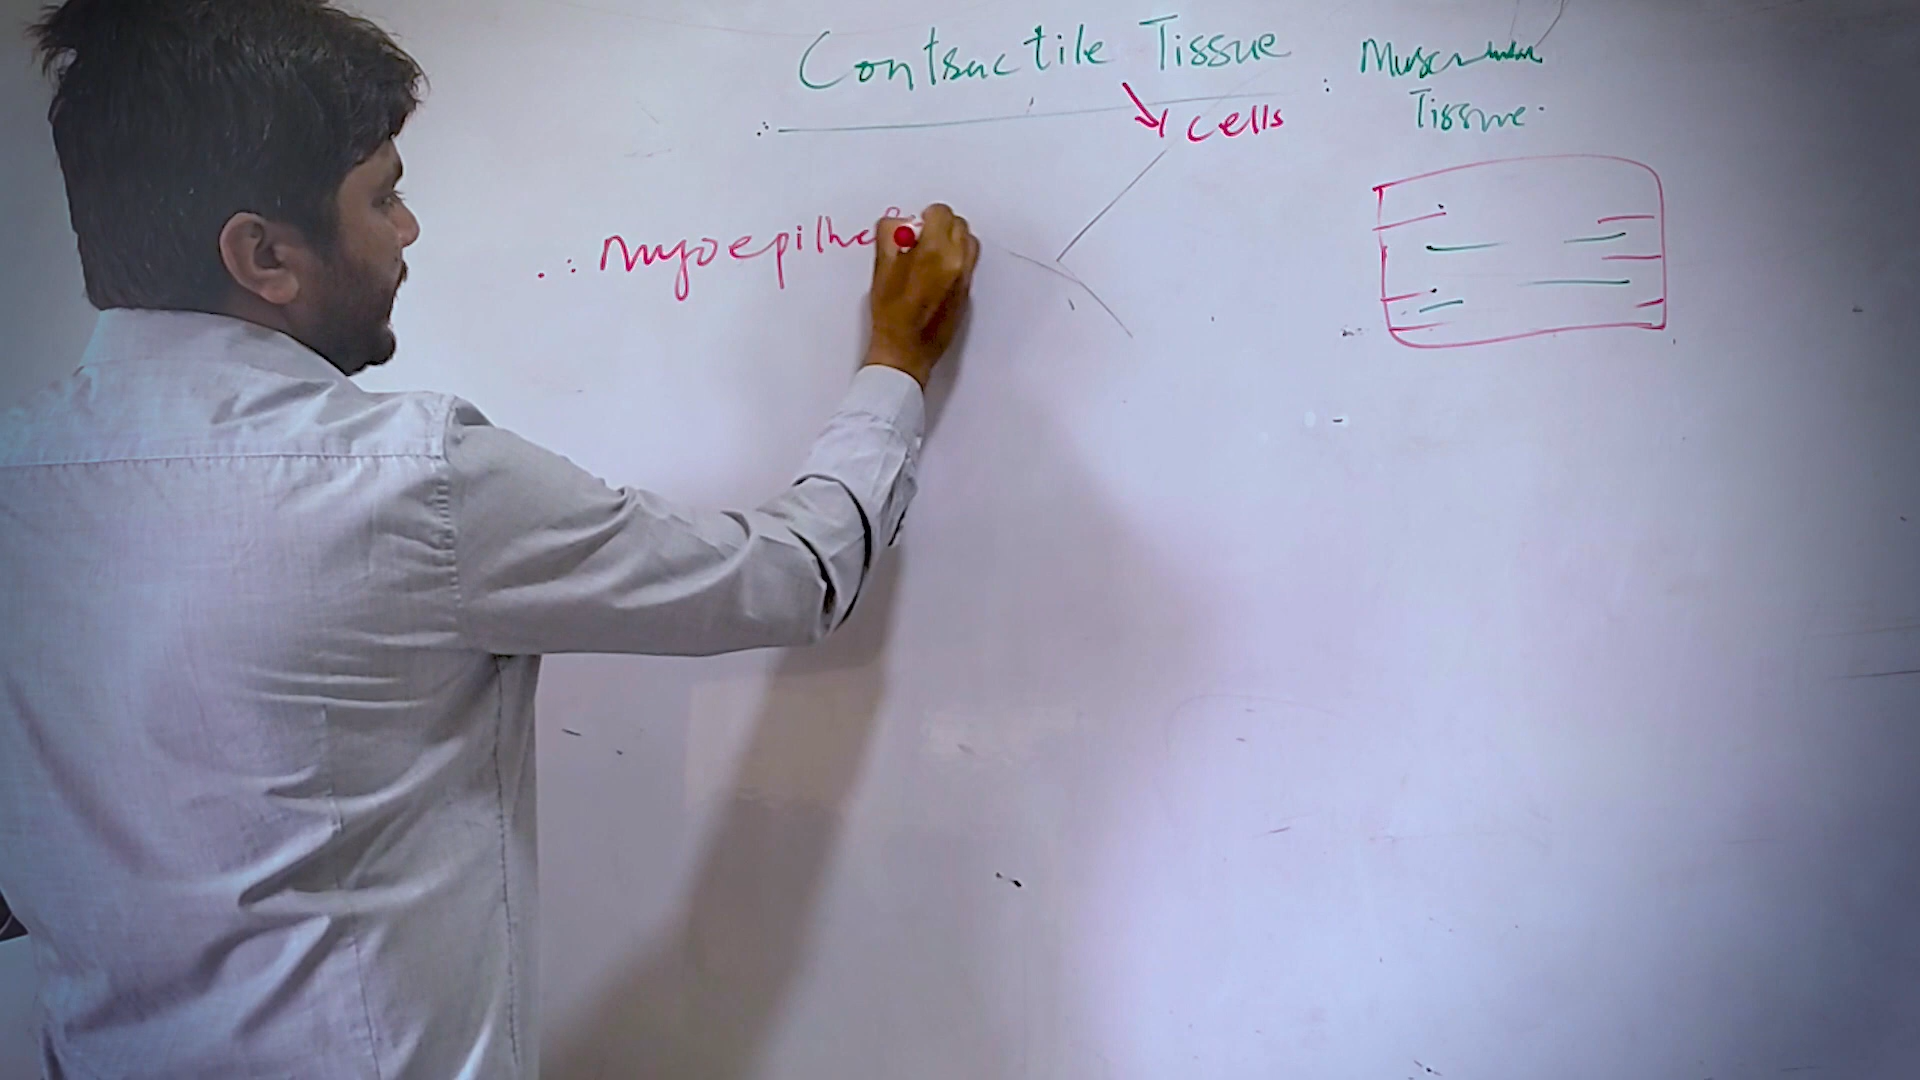 Contractile Tissue
: Muscular
Tissue.
cells
∴ myoepithe